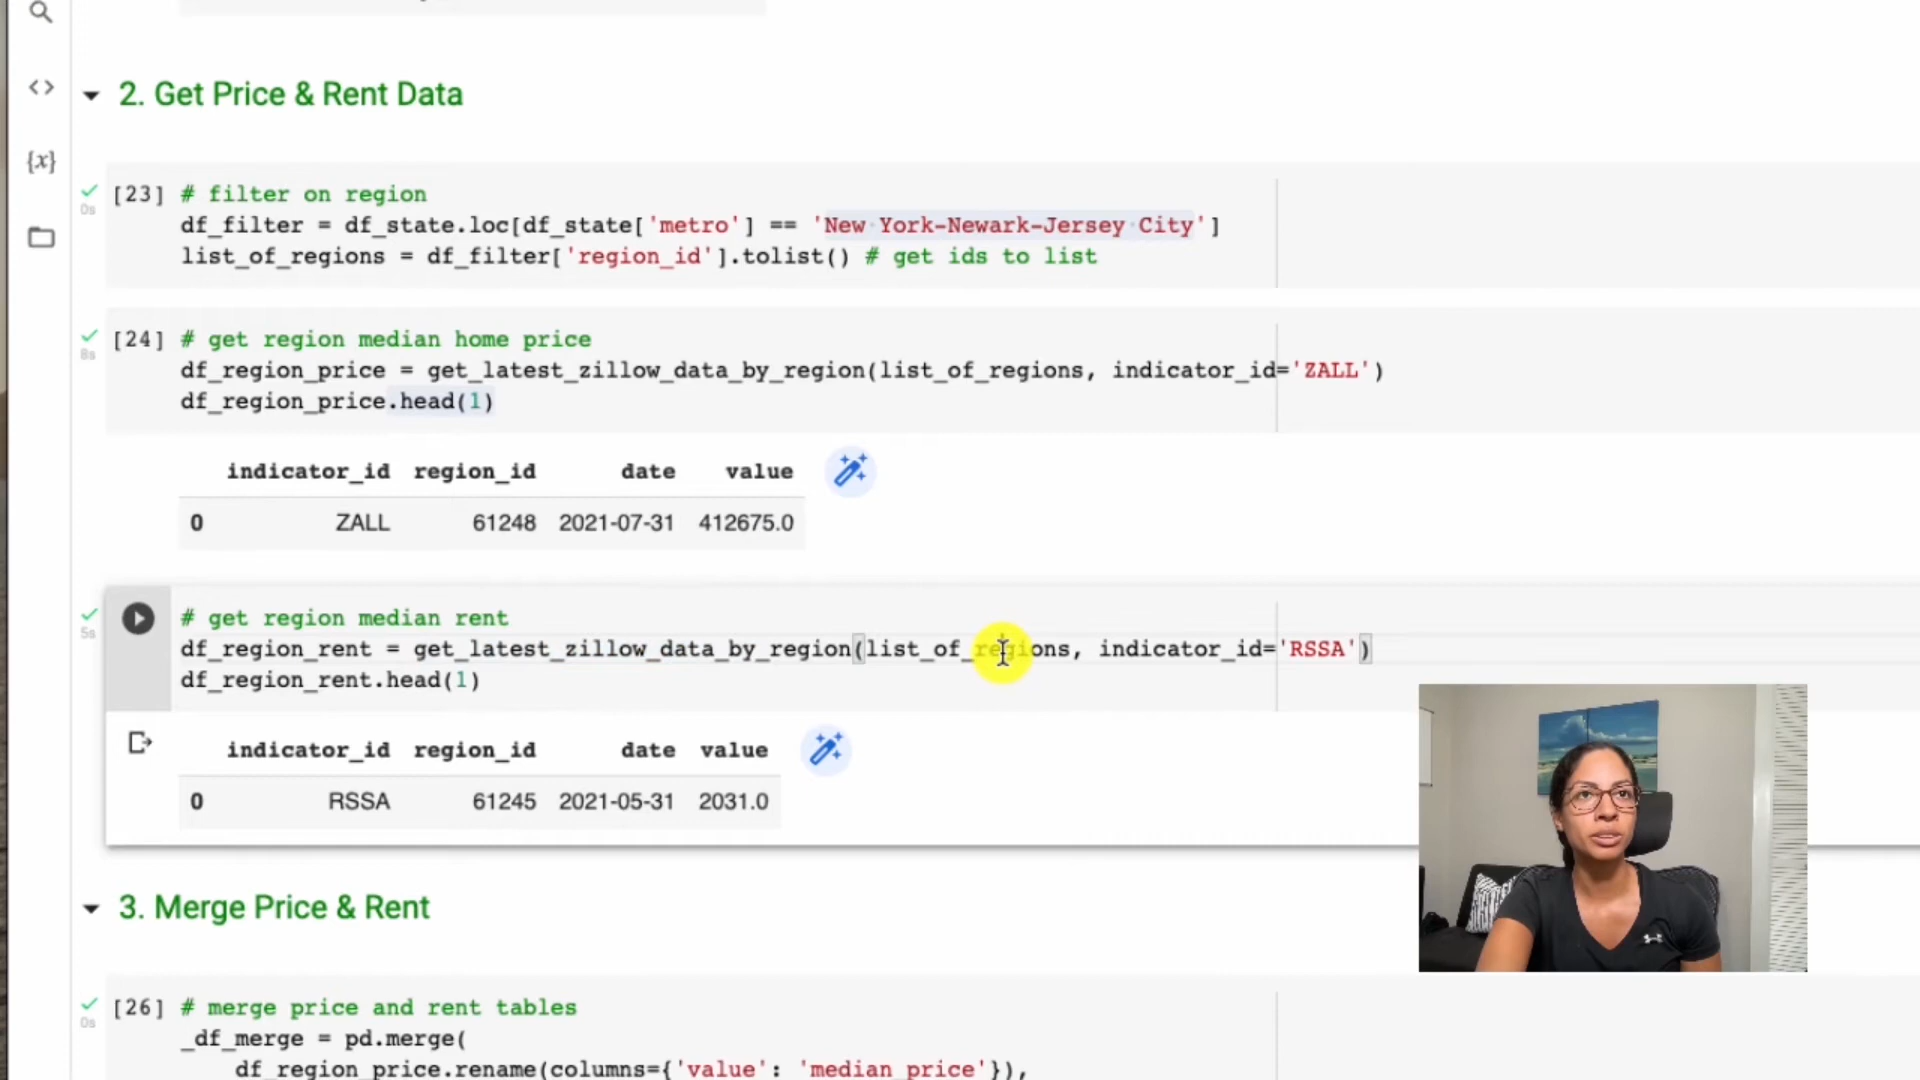 2. Get Price & Rent Data
[23] # filter on region
0s
df_filter = df_state.loc[df_state['metro'] == 'New York-Newark-Jersey City']
list_of_regions = df_filter['region_id'].tolist() # get ids to list
[24] # get region median home price
8s
df_region_price = get_latest_zillow_data_by_region(list_of_regions, indicator_id='ZALL')
df_region_price.head(1)
indicator_id region_id date value
0 ZALL 61248 2021-07-31 412675.0
# get region median rent
5s
df_region_rent = get_latest_zillow_data_by_region(list_of_regions, indicator_id='RSSA')
df_region_rent.head(1)
indicator_id region_id date value
0 RSSA 61245 2021-05-31 2031.0
3. Merge Price & Rent
[26] # merge price and rent tables
0s
_df_merge = pd.merge(
df_region_price.rename(columns={'value': 'median_price'}),